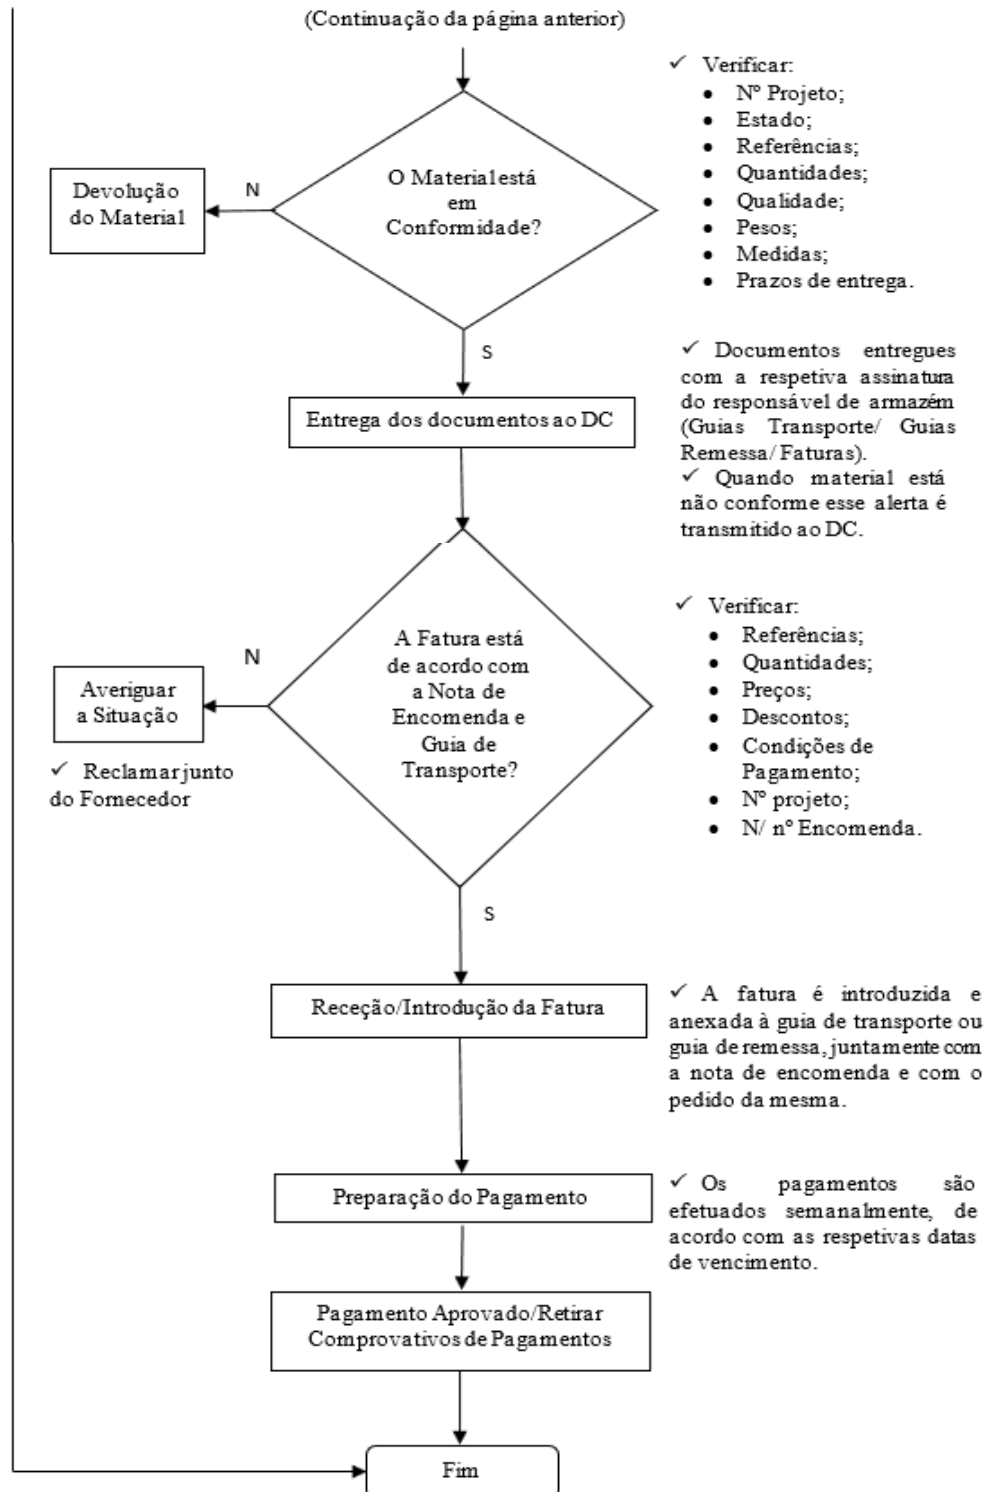 (Continuação da página anterior)
✓ Verificar:
• Nº Projeto;
• Estado;
• Referências;
• Quantidades;
• Qualidade;
• Pesos;
• Medidas;
• Prazos de entrega.
O Material está
em
Conformidade?
N
Devolução
do Material
S
✓ Documentos entregues
com a respetiva assinatura
do responsável de armazém
(Guias Transporte/ Guias
Remessa/ Faturas).
✓ Quando material está
não conforme esse alerta é
transmitido ao DC.
Entrega dos documentos ao DC
✓ Verificar:
• Referências;
• Quantidades;
• Preços;
• Descontos;
• Condições de
Pagamento;
• Nº projeto;
• N/ nº Encomenda.
A Fatura está
de acordo com
a Nota de
Encomenda e
Guia de
Transporte?
N
Averiguar
a Situação
✓ Reclamar junto
do Fornecedor
S
Receção/Introdução da Fatura
✓ A fatura é introduzida e
anexada à guia de transporte ou
guia de remessa, juntamente com
a nota de encomenda e com o
pedido da mesma.
Preparação do Pagamento
✓ Os pagamentos são
efetuados semanalmente, de
acordo com as respetivas datas
de vencimento.
Pagamento Aprovado/Retirar
Comprovativos de Pagamentos
Fim